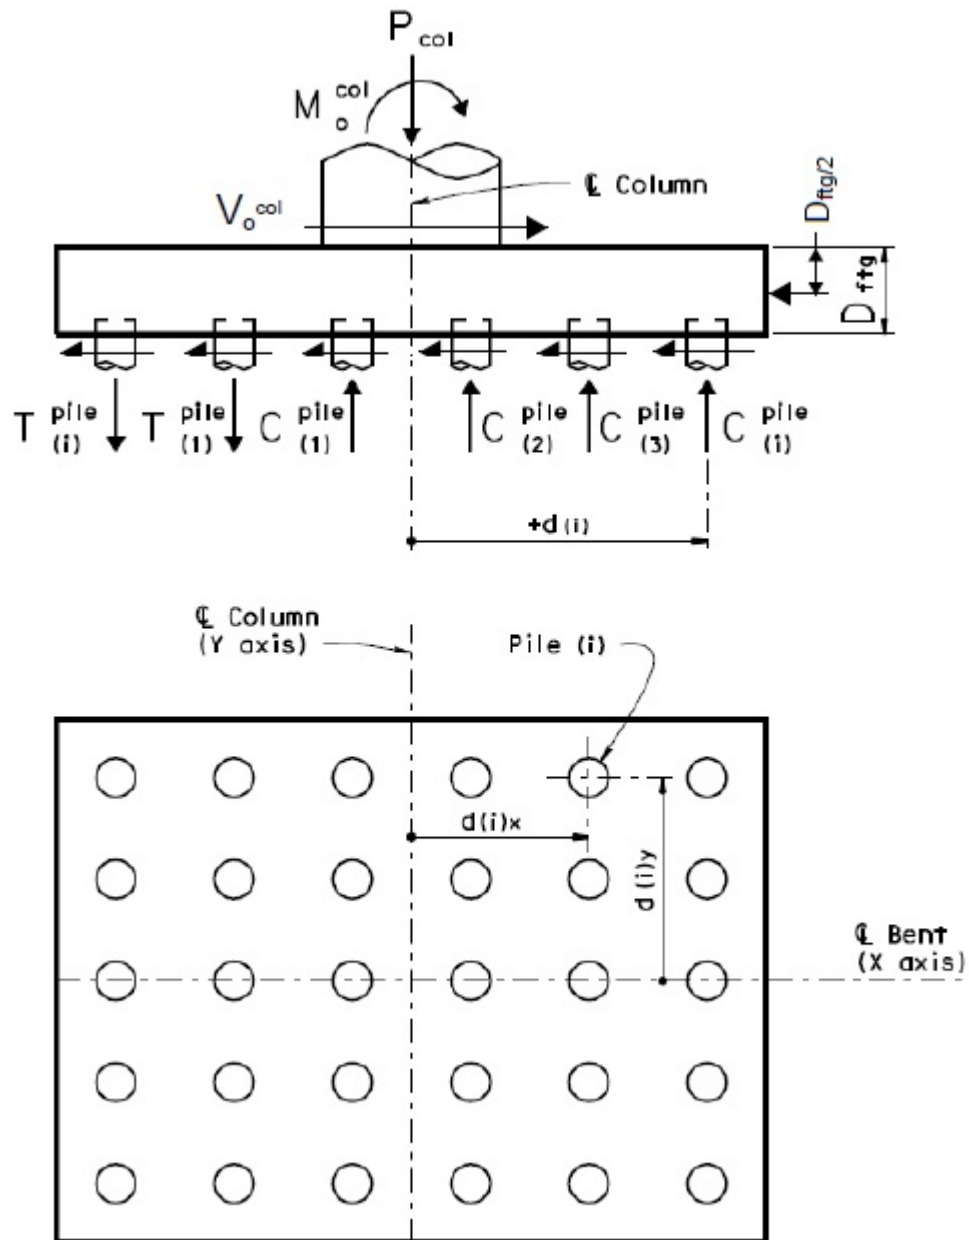 P col
M o col
℄ Column
V o col
D ftg/2
D ftg
T pile (i) T pile (1) C pile (1) C pile (2) C pile (3) C pile (i)
+d (i)
℄ Column
(Y axis)
Pile (i)
d(i)x
d(i)y
℄ Bent
(X axis)